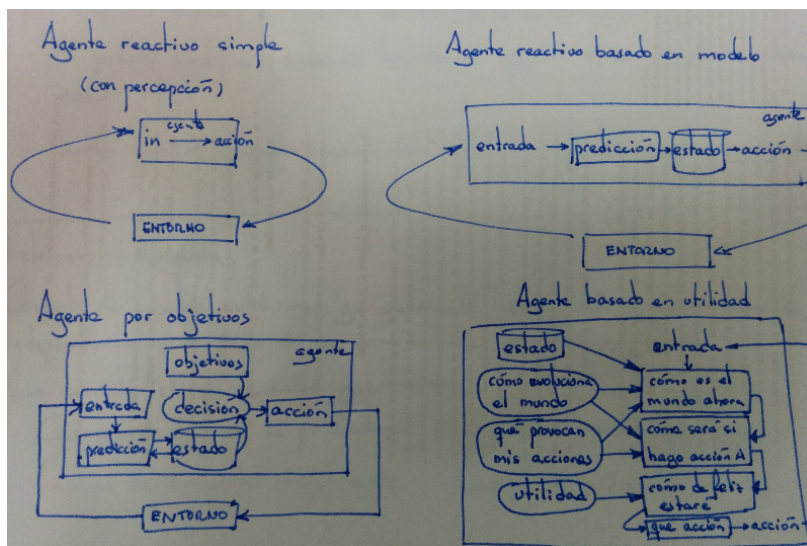 Agente reactivo simple
(con percepción)
agente
in acción
ENTORNO
Agente reactivo basado en modelo
agente
entrada predicción estado acción
ENTORNO
Agente por objetivos
agente
objetivos
entrada decisión acción
predicción estado
ENTORNO
Agente basado en utilidad
estado entrada
cómo evoluciona
el mundo
cómo es el
mundo ahora
qué provocan
mis acciones
cómo será si
hago acción A
utilidad
cómo de feliz
estaré
que acción acción